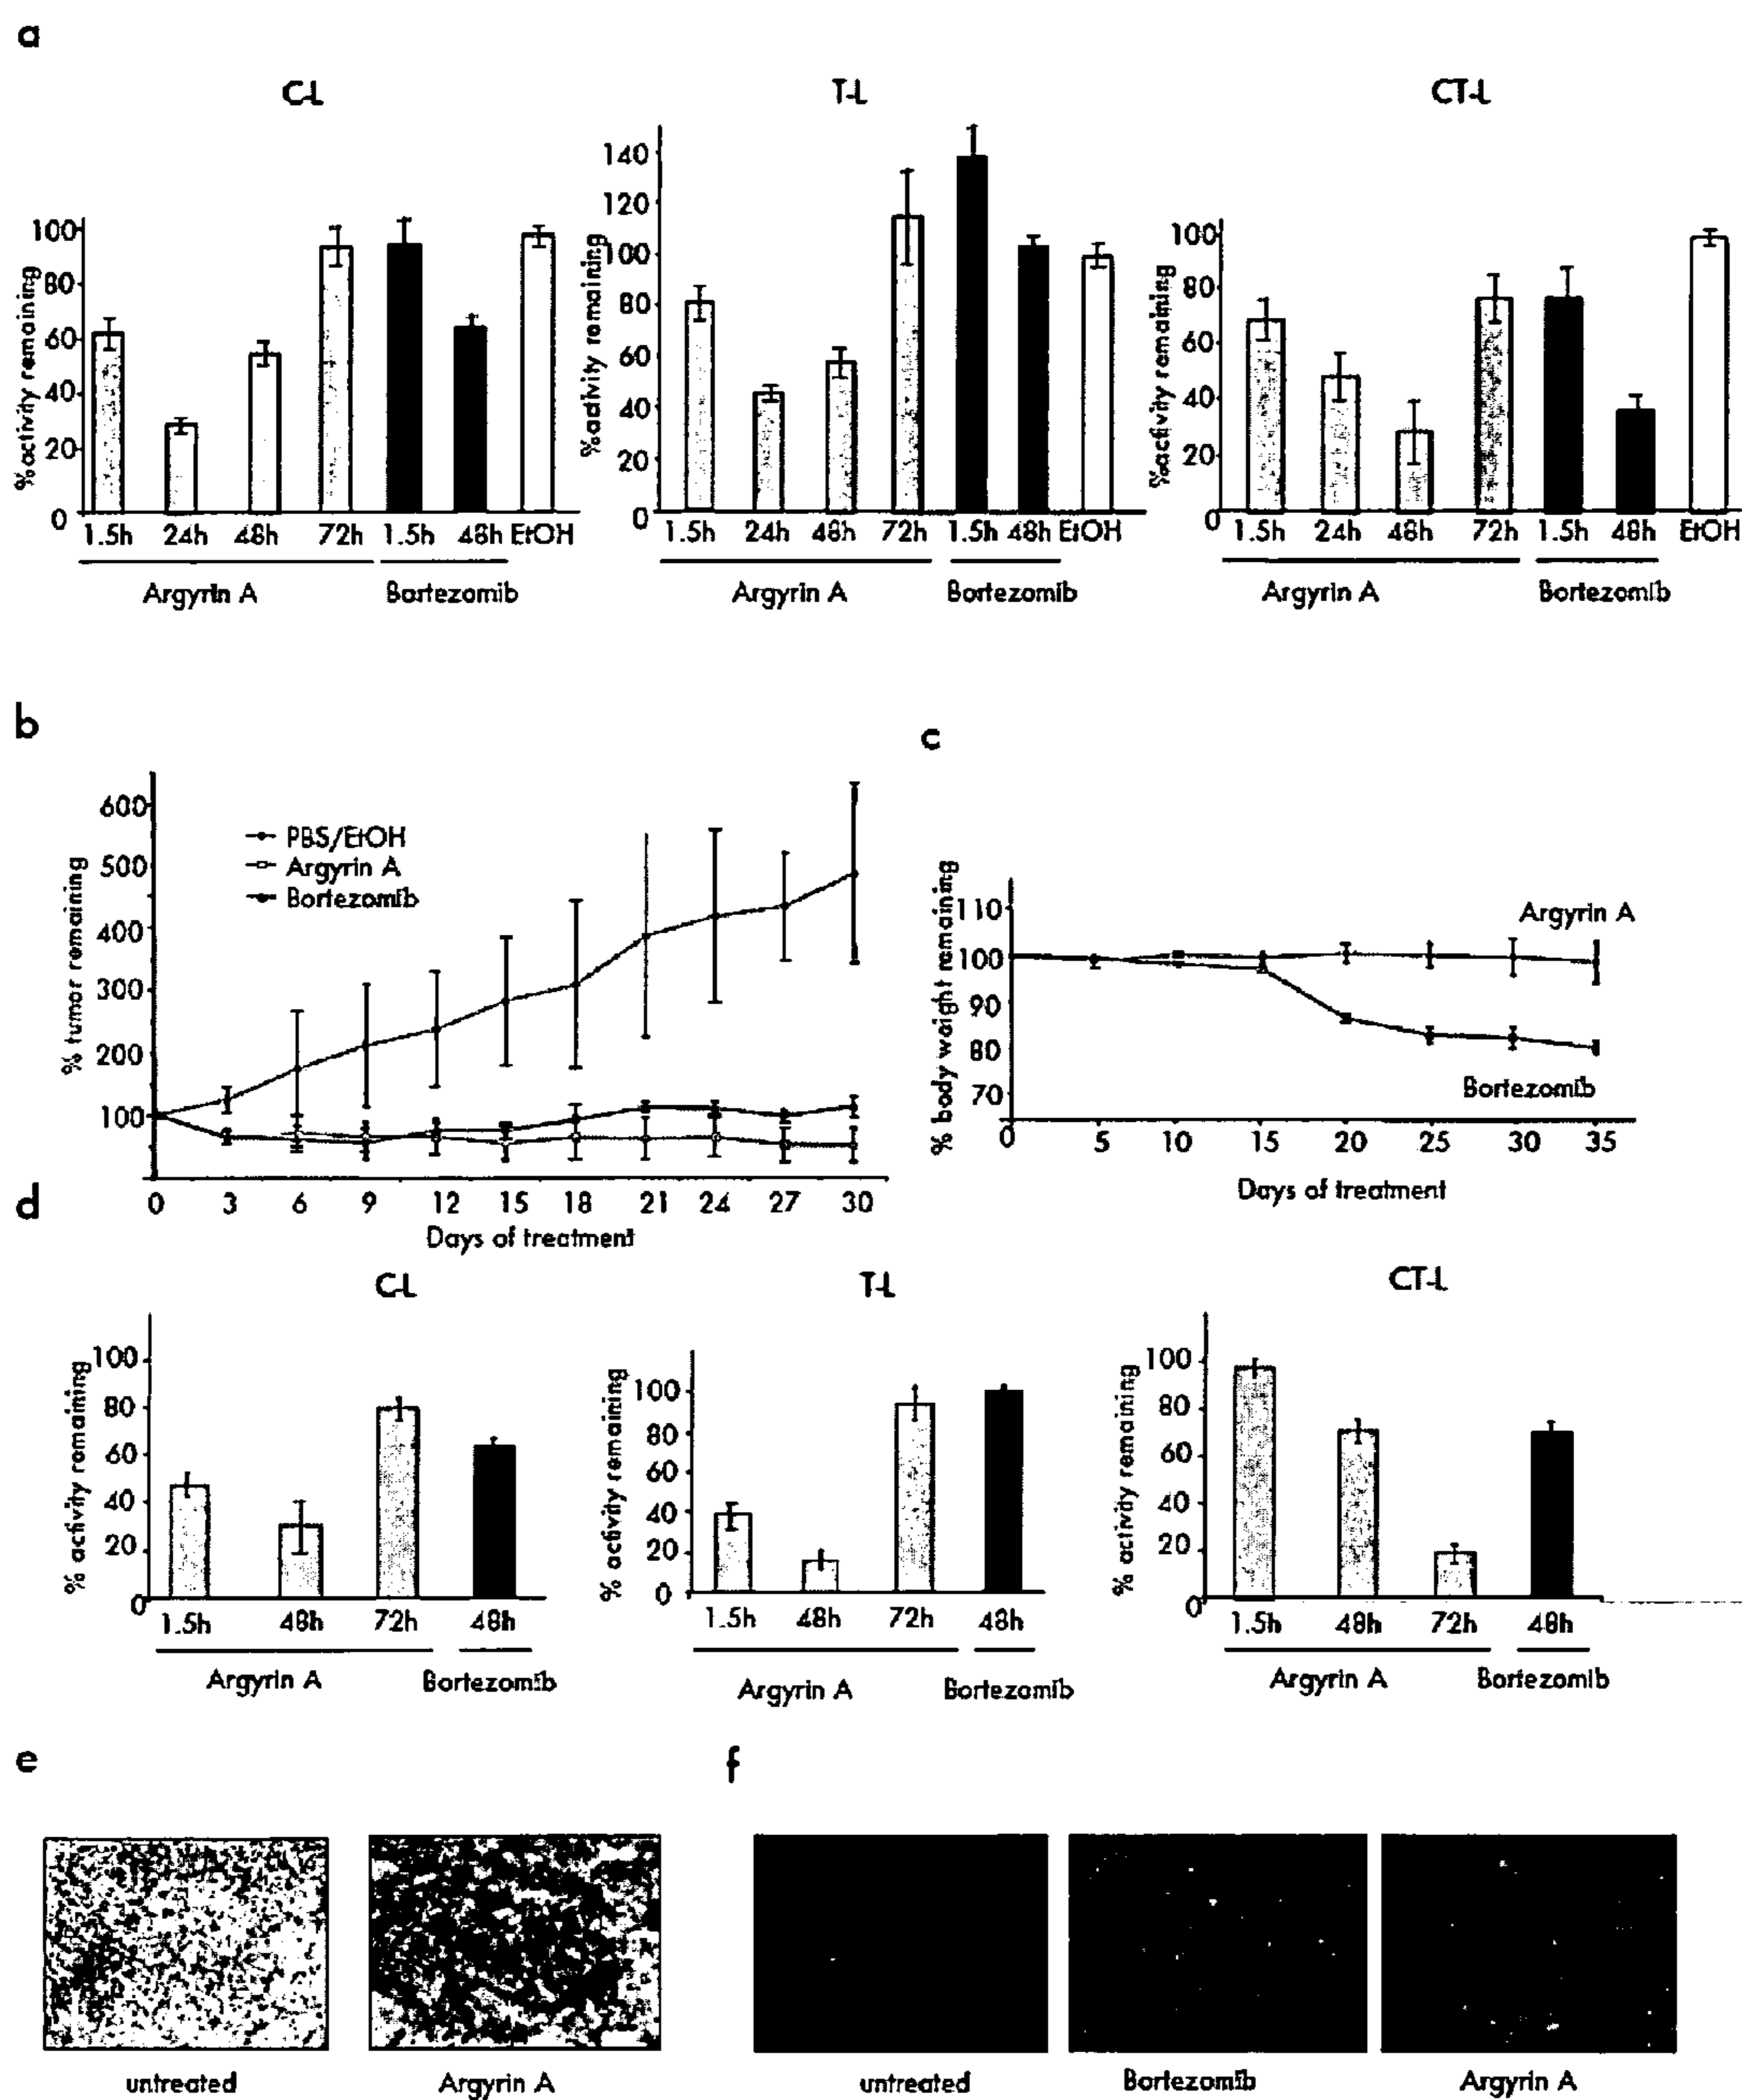 a
C-L
T-L
CT-L
% activity remaining
100
80
60
40
20
0
1.5h 24h 48h 72h 1.5h 48h EtOH
Argyrin A Bortezomib
% activity remaining
140
120
100
80
60
40
20
0
1.5h 24h 48h 72h 1.5h 48h EtOH
Argyrin A Bortezomib
% activity remaining
100
80
60
40
20
0
1.5h 24h 48h 72h 1.5h 48h EtOH
Argyrin A Bortezomib
b
% tumor remaining
600
500
400
300
200
100
PBS/EtOH
Argyrin A
Bortezomib
0 3 6 9 12 15 18 21 24 27 30
Days of treatment
c
% body weight remaining
110
100
90
80
70
Argyrin A
Bortezomib
0 5 10 15 20 25 30 35
Days of treatment
d
C-L
T-L
CT-L
% activity remaining
100
80
60
40
20
0
1.5h 48h 72h 48h
Argyrin A Bortezomib
% activity remaining
100
80
60
40
20
0
1.5h 48h 72h 48h
Argyrin A Bortezomib
% activity remaining
100
80
60
40
20
0
1.5h 48h 72h 48h
Argyrin A Bortezomib
e
untreated Argyrin A
f
untreated Bortezomib Argyrin A